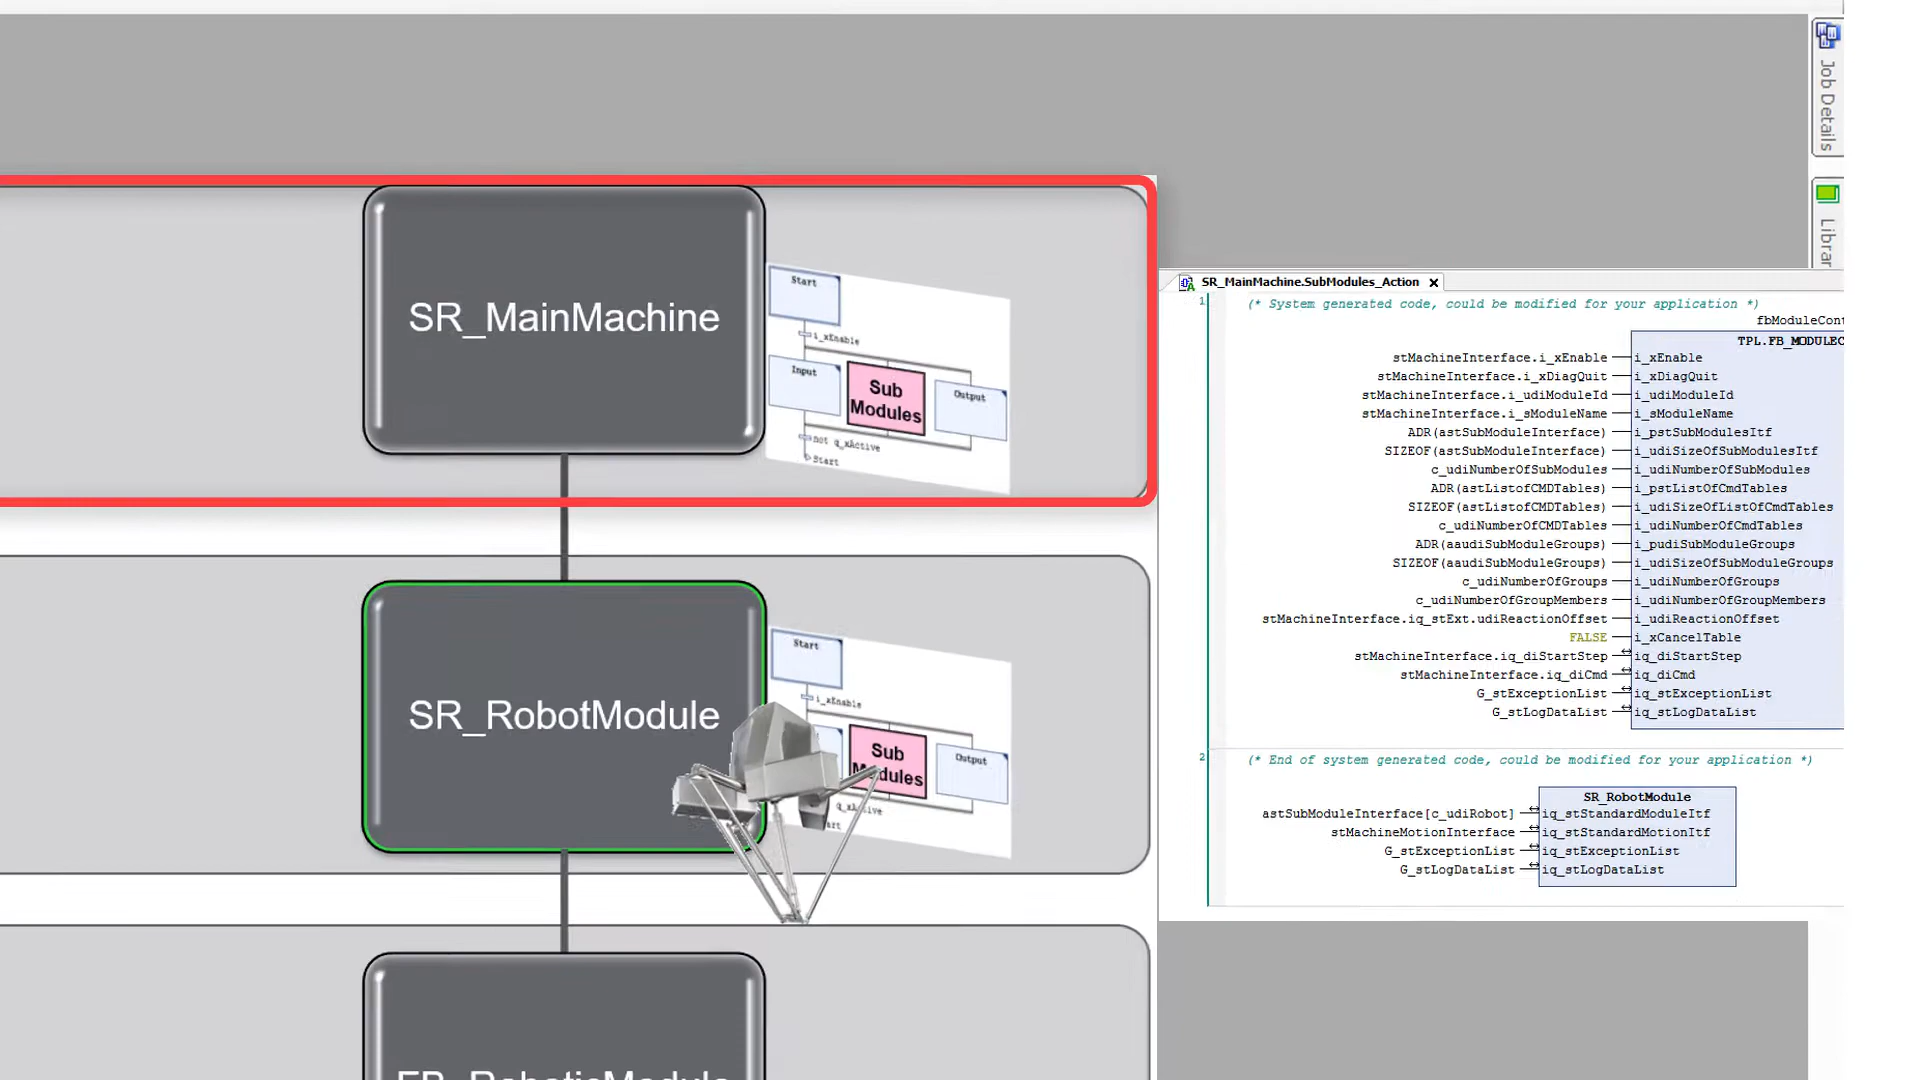 Job Details
Librar
SR_MainMachine
Start
i_xEnable
Input
Sub
Modules
Output
not q_xActive
Start
SR_RobotModule
Start
i_xEnable
Sub
Modules
Output
q_xActive
art
SR_MainMachine.SubModules_Action
1
(* System generated code, could be modified for your application *)
fbModuleCont
TPL.FB_MODULEC
stMachineInterface.i_xEnable i_xEnable
stMachineInterface.i_xDiagQuit i_xDiagQuit
stMachineInterface.i_udiModuleId i_udiModuleId
stMachineInterface.i_sModuleName i_sModuleName
ADR(astSubModuleInterface) i_pstSubModulesItf
SIZEOF(astSubModuleInterface) i_udiSizeOfSubModulesItf
c_udiNumberOfSubModules i_udiNumberOfSubModules
ADR(astListofCMDTables) i_pstListOfCmdTables
SIZEOF(astListofCMDTables) i_udiSizeOfListOfCmdTables
c_udiNumberOfCMDTables i_udiNumberOfCmdTables
ADR(aaudiSubModuleGroups) i_pudiSubModuleGroups
SIZEOF(aaudiSubModuleGroups) i_udiSizeOfSubModuleGroups
c_udiNumberOfGroups i_udiNumberOfGroups
c_udiNumberOfGroupMembers i_udiNumberOfGroupMembers
stMachineInterface.iq_stExt.udiReactionOffset i_udiReactionOffset
FALSE i_xCancelTable
stMachineInterface.iq_diStartStep iq_diStartStep
stMachineInterface.iq_diCmd iq_diCmd
G_stExceptionList iq_stExceptionList
G_stLogDataList iq_stLogDataList
2
(* End of system generated code, could be modified for your application *)
SR_RobotModule
astSubModuleInterface[c_udiRobot] iq_stStandardModuleItf
stMachineMotionInterface iq_stStandardMotionItf
G_stExceptionList iq_stExceptionList
G_stLogDataList iq_stLogDataList